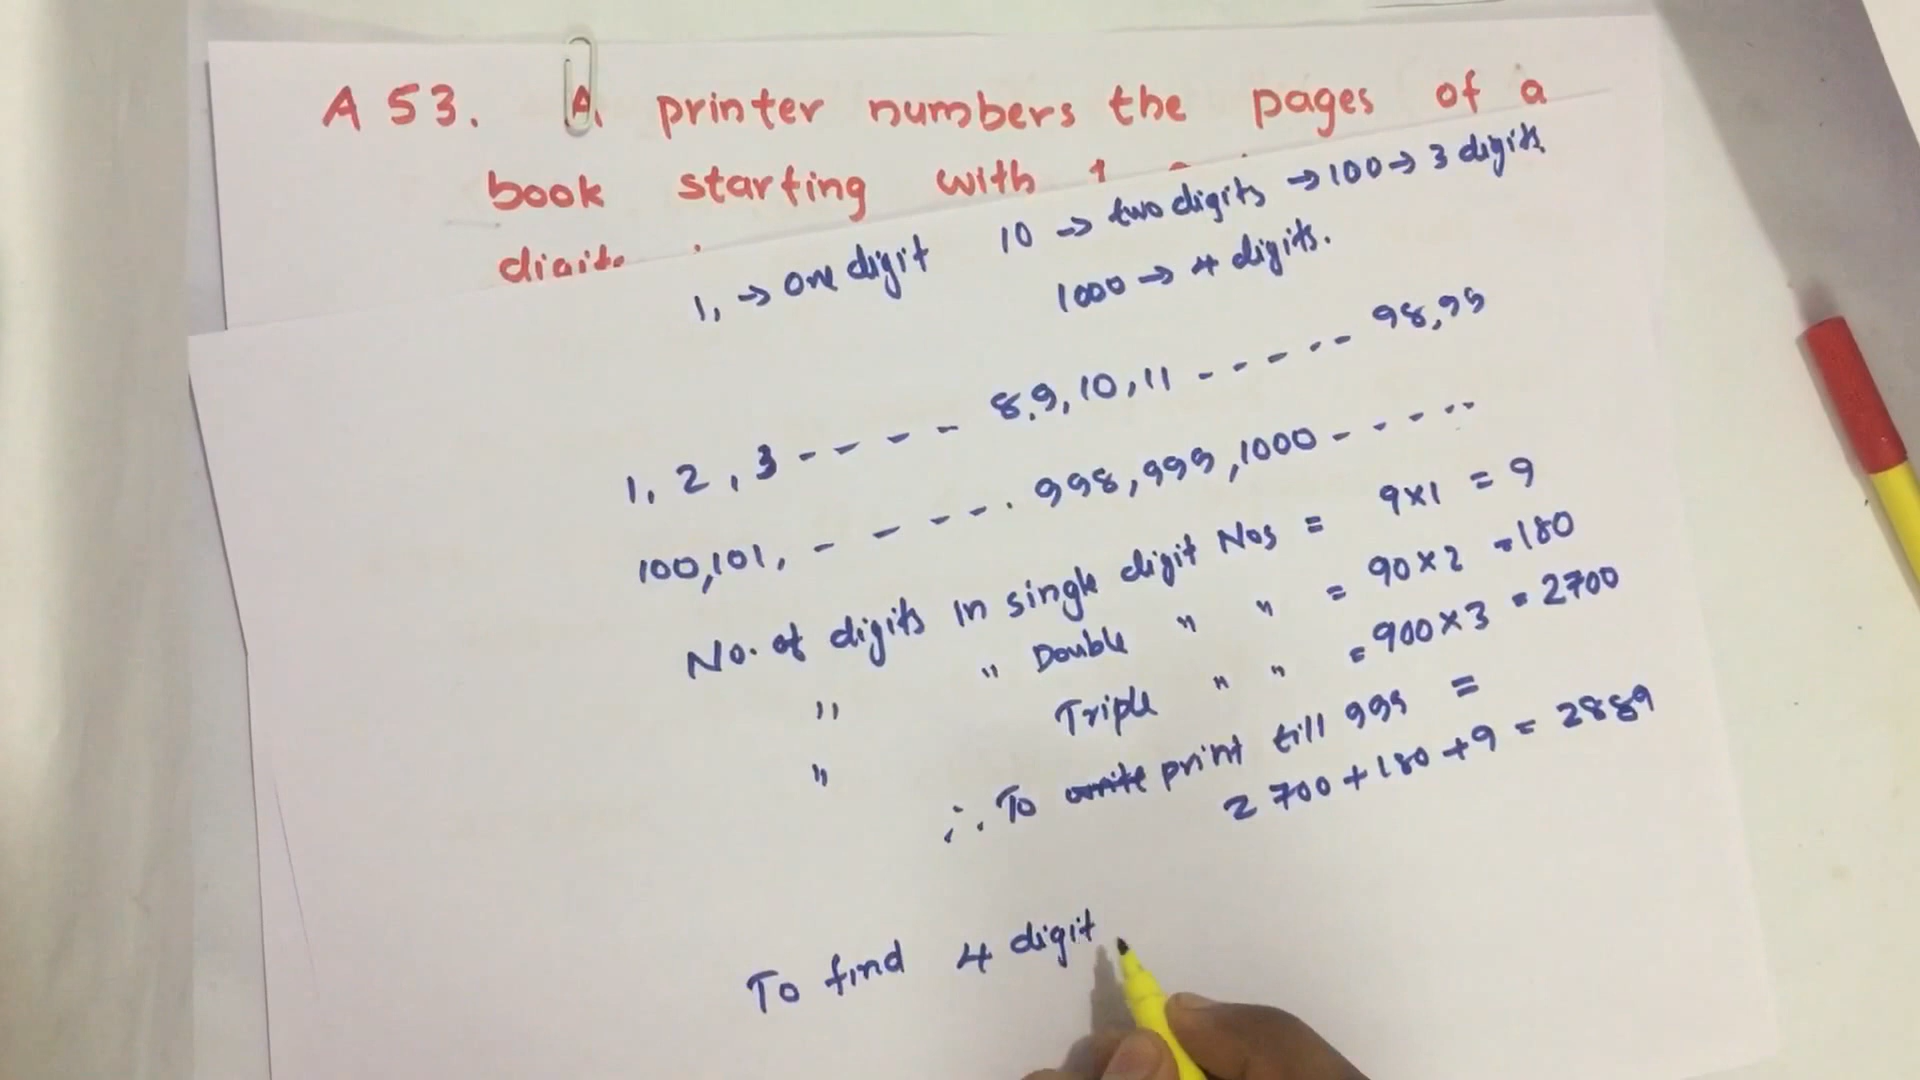 A 53. A printer numbers the pages of a
book starting with 1
1, → one digit 10 → two digits → 100 → 3 digits
1000 → 4 digits.
1, 2, 3 - - - - 8, 9, 10, 11 - - - - - 98, 99
100, 101, - - - - . 998, 999, 1000 - - - - -
No. of digits in single digit Nos = 9×1 = 9
" " Double " " = 90×2 = 180
" Triple " " = 900×3 = 2700
∴ To write print till 999 =
2700 + 180 + 9 = 2889
To find 4 digit